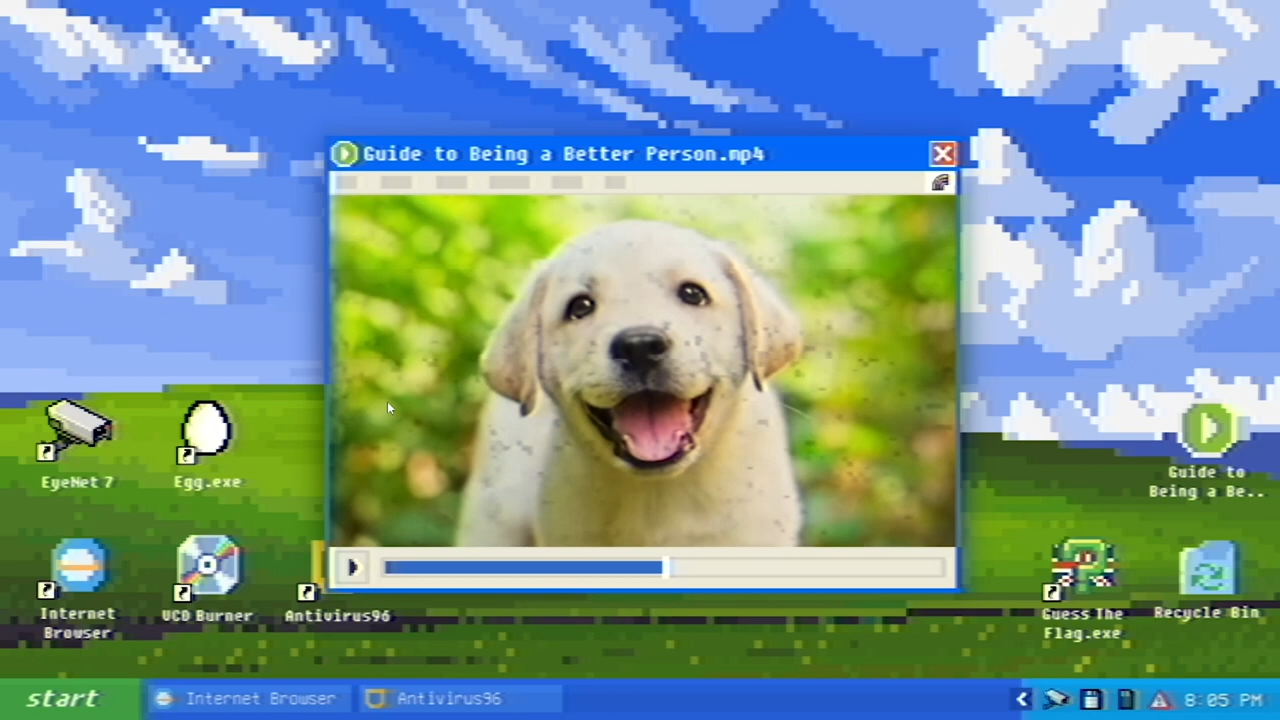 Guide to Being a Better Person.mp4
EyeNet 7
Egg.exe
Guide to
Being a Be..
Internet
Browser
VCD Burner
Antivirus96
Guess The
Flag.exe
Recycle Bin
start
Internet Browser
Antivirus96
8:05 PM